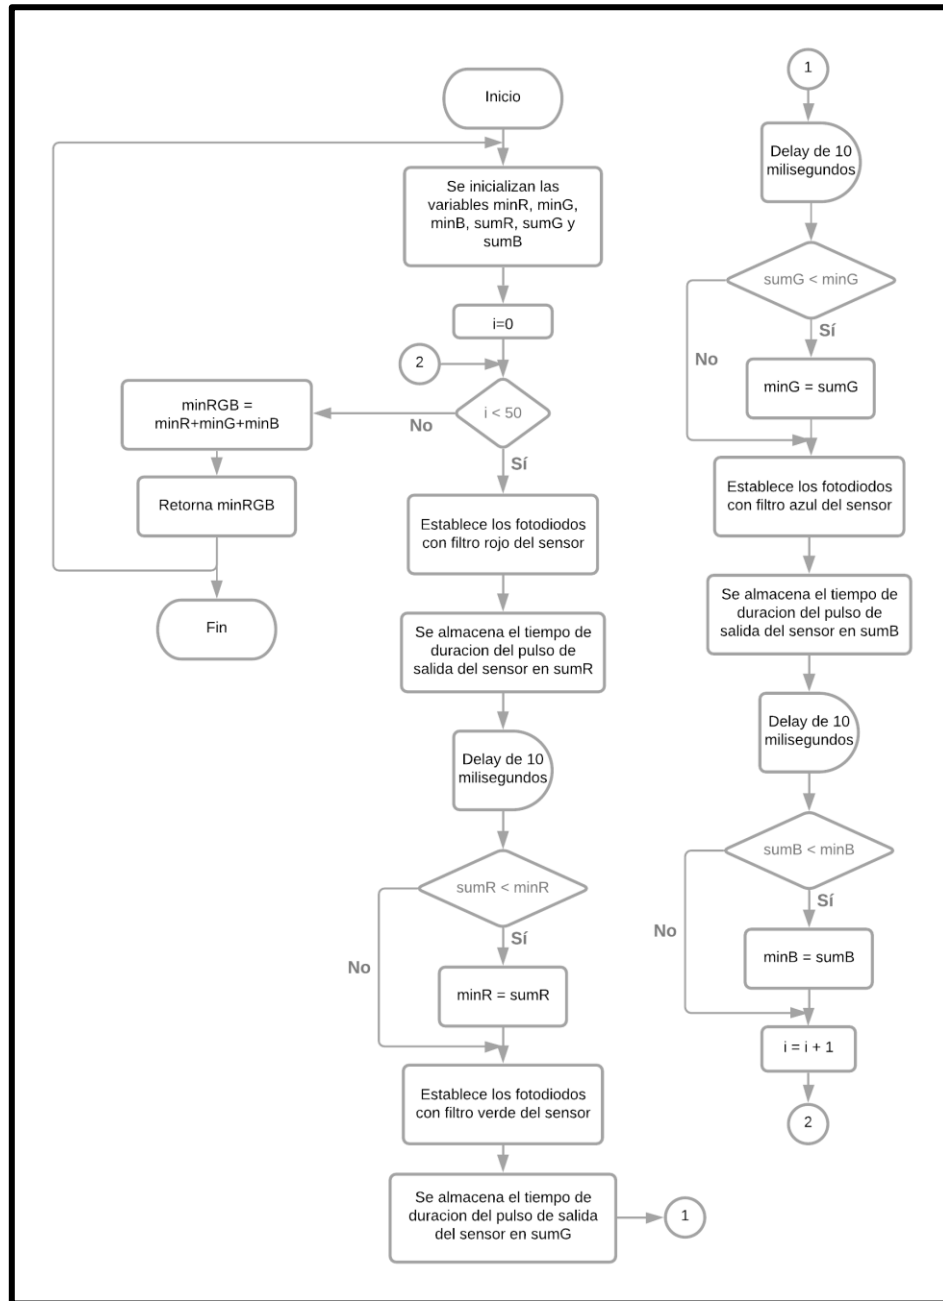 Inicio
Se inicializan las
variables minR, minG,
minB, sumR, sumG y
sumB
i=0
2
i < 50
No
minRGB =
minR+minG+minB
Retorna minRGB
Fin
Sí
Establece los fotodiodos
con filtro rojo del sensor
Se almacena el tiempo de
duracion del pulso de
salida del sensor en sumR
Delay de 10
milisegundos
sumR < minR
Sí
No
minR = sumR
Establece los fotodiodos
con filtro verde del sensor
Se almacena el tiempo de
duracion del pulso de salida
del sensor en sumG
1
1
Delay de 10
milisegundos
sumG < minG
Sí
No
minG = sumG
Establece los fotodiodos
con filtro azul del sensor
Se almacena el tiempo de
duracion del pulso de
salida del sensor en sumB
Delay de 10
milisegundos
sumB < minB
Sí
No
minB = sumB
i = i + 1
2